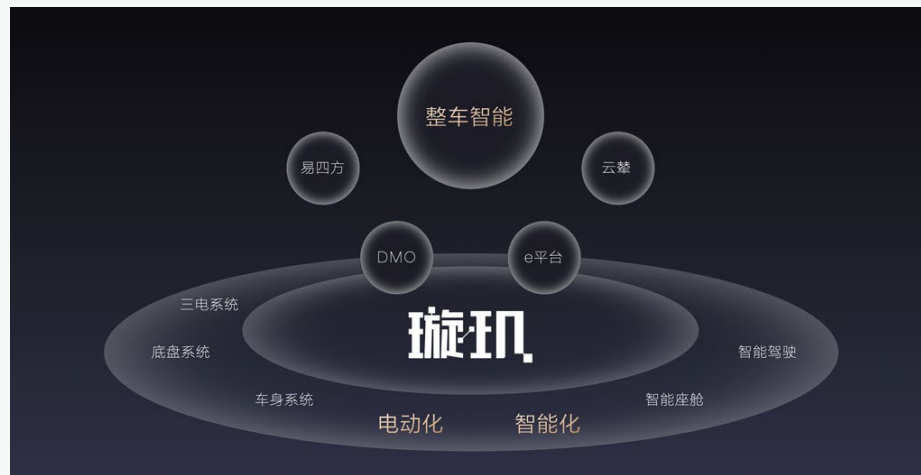 整车智能
易四方
云辇
DMO
e平台
三电系统
璇玑
底盘系统
智能驾驶
车身系统
智能座舱
电动化
智能化